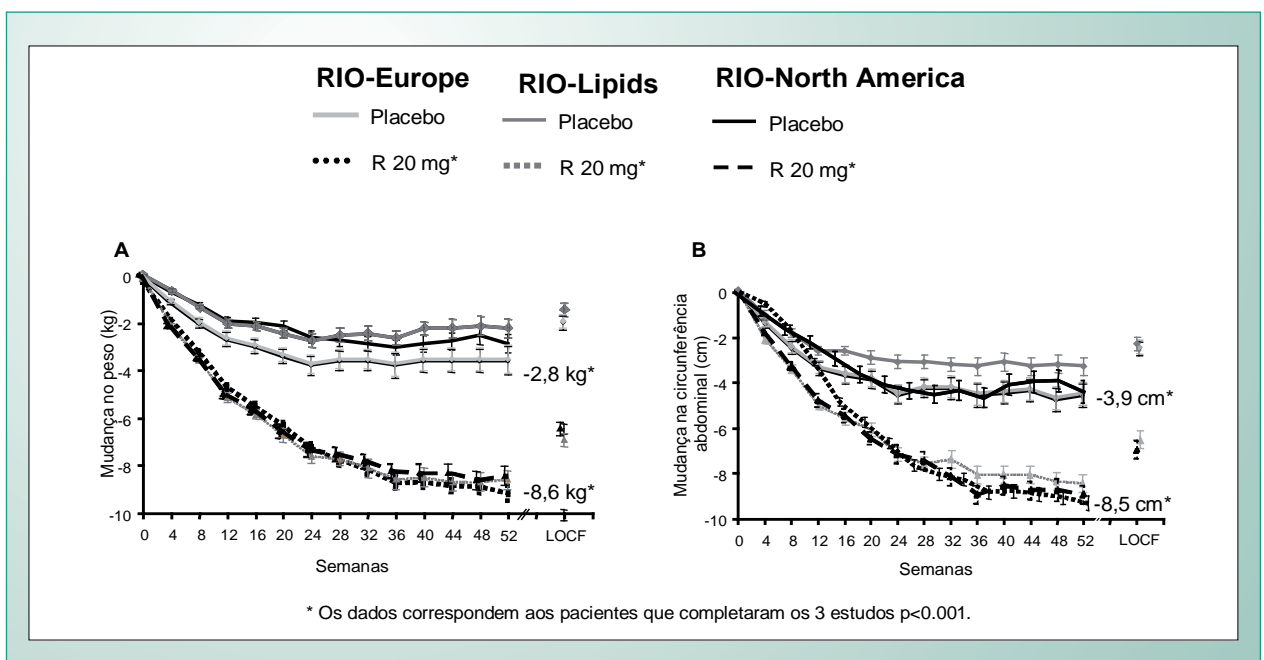 RIO-Europe RIO-Lipids RIO-North America
Placebo Placebo Placebo
R 20 mg* R 20 mg* R 20 mg*
A
Mudança no peso (kg)
0
-2
-4
-6
-8
-10
-2,8 kg*
-8,6 kg*
0 4 8 12 16 20 24 28 32 36 40 44 48 52 LOCF
Semanas
B
Mudança na circunferência
abdominal (cm)
0
-2
-4
-6
-8
-10
-3,9 cm*
-8,5 cm*
0 4 8 12 16 20 24 28 32 36 40 44 48 52 LOCF
Semanas
* Os dados correspondem aos pacientes que completaram os 3 estudos p<0.001.